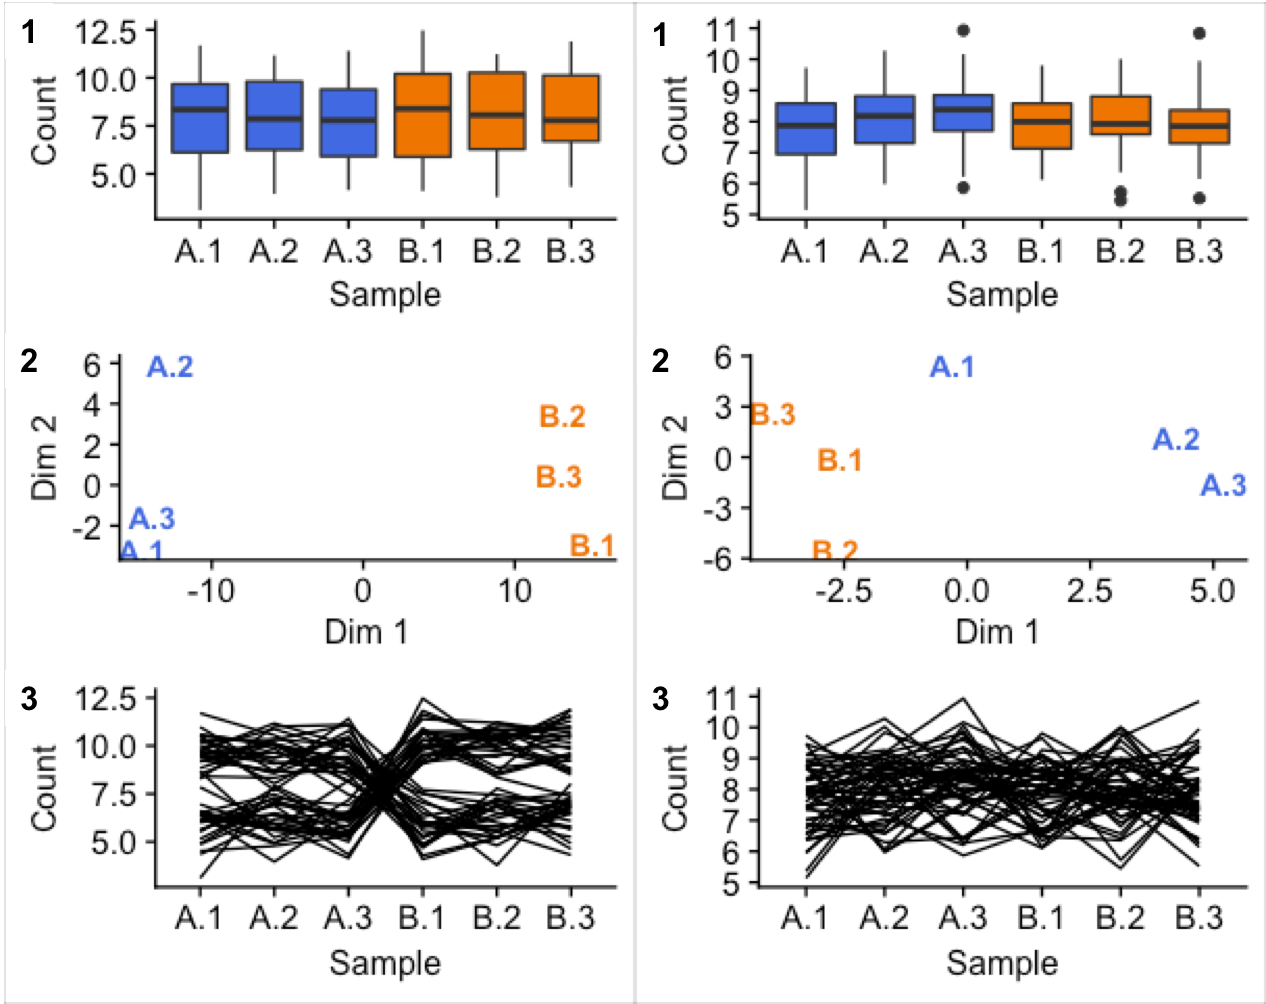 1
Count
12.5
10.0
7.5
5.0
A.1 A.2 A.3 B.1 B.2 B.3
Sample
2
Dim 2
6
4
2
0
-2
A.2
B.2
B.3
A.3
A.1
B.1
-10 0 10
Dim 1
3
Count
12.5
10.0
7.5
5.0
A.1 A.2 A.3 B.1 B.2 B.3
Sample
1
Count
11
10
9
8
7
6
5
A.1 A.2 A.3 B.1 B.2 B.3
Sample
2
Dim 2
6
3
0
-3
-6
A.1
B.3
A.2
B.1
A.3
B.2
-2.5 0.0 2.5 5.0
Dim 1
3
Count
11
10
9
8
7
6
5
A.1 A.2 A.3 B.1 B.2 B.3
Sample